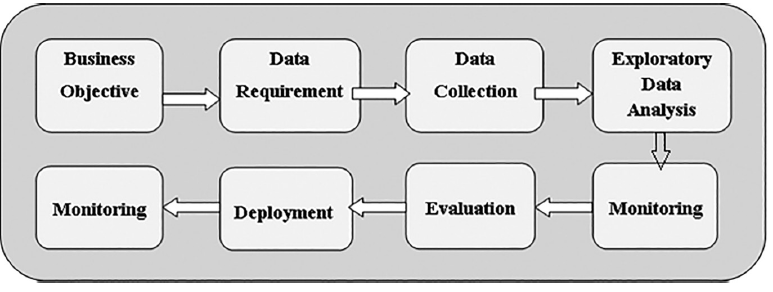 Business
Objective
Data
Requirement
Data
Collection
Exploratory
Data
Analysis
Monitoring
Deployment
Evaluation
Monitoring